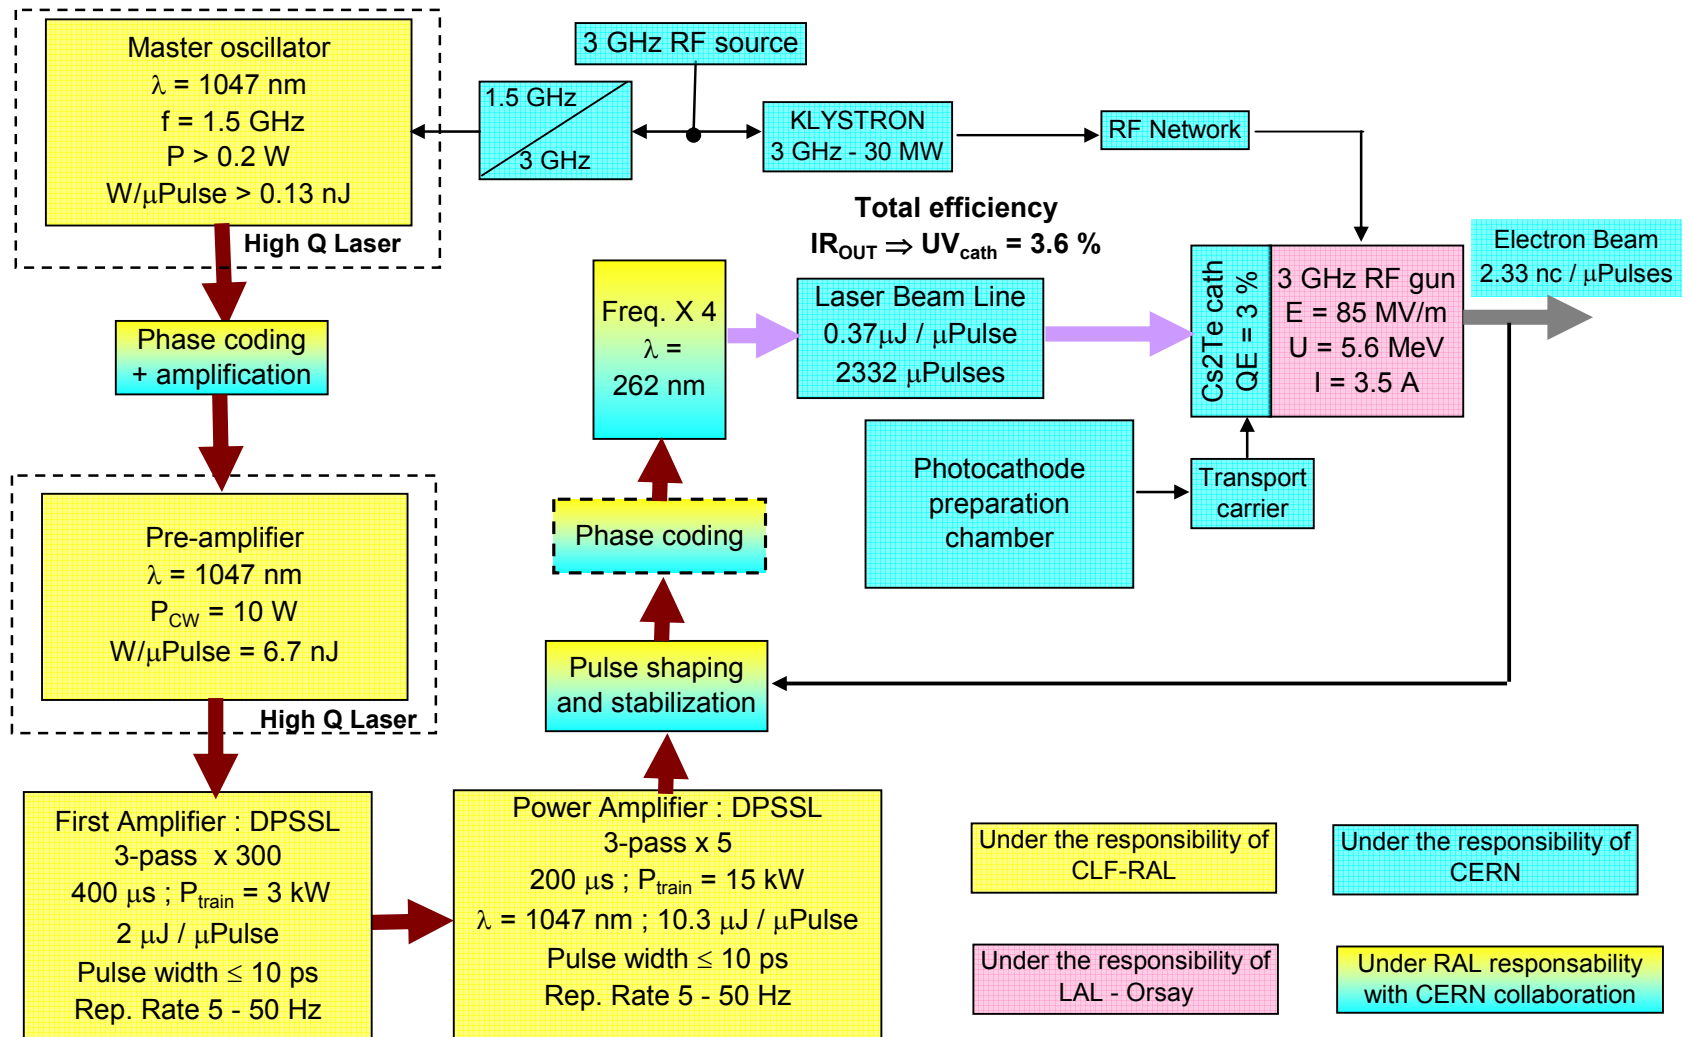 Master oscillator
λ = 1047 nm
f = 1.5 GHz
P > 0.2 W
W/μPulse > 0.13 nJ
High Q Laser
3 GHz RF source
1.5 GHz
3 GHz
KLYSTRON
3 GHz - 30 MW
RF Network
Total efficiency
IR_OUT ⇒ UV_cath = 3.6 %
Phase coding
+ amplification
Freq. X 4
λ =
262 nm
Laser Beam Line
0.37μJ / μPulse
2332 μPulses
Cs2Te cath
QE = 3 %
3 GHz RF gun
E = 85 MV/m
U = 5.6 MeV
I = 3.5 A
Electron Beam
2.33 nc / μPulses
Photocathode
preparation
chamber
Transport
carrier
Pre-amplifier
λ = 1047 nm
P_CW = 10 W
W/μPulse = 6.7 nJ
High Q Laser
Phase coding
Pulse shaping
and stabilization
First Amplifier : DPSSL
3-pass x 300
400 μs ; P_train = 3 kW
2 μJ / μPulse
Pulse width ≤ 10 ps
Rep. Rate 5 - 50 Hz
Power Amplifier : DPSSL
3-pass x 5
200 μs ; P_train = 15 kW
λ = 1047 nm ; 10.3 μJ / μPulse
Pulse width ≤ 10 ps
Rep. Rate 5 - 50 Hz
Under the responsibility of
CLF-RAL
Under the responsibility of
CERN
Under the responsibility of
LAL - Orsay
Under RAL responsability
with CERN collaboration